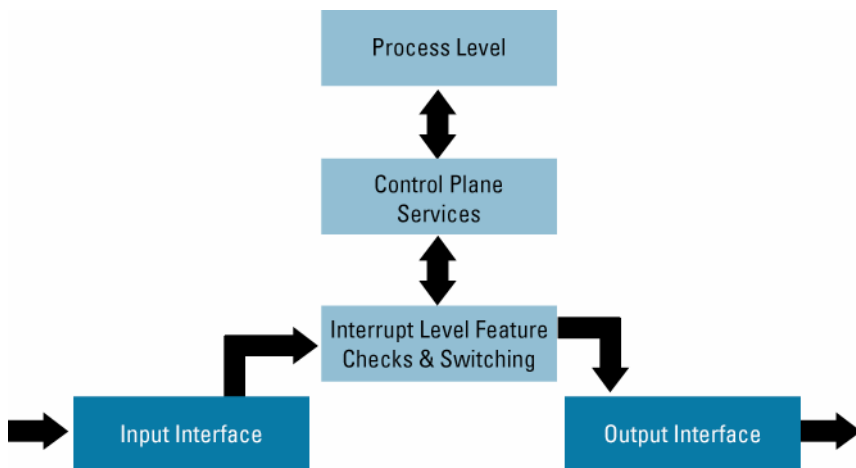 Process Level
Control Plane
Services
Interrupt Level Feature
Checks & Switching
Input Interface
Output Interface